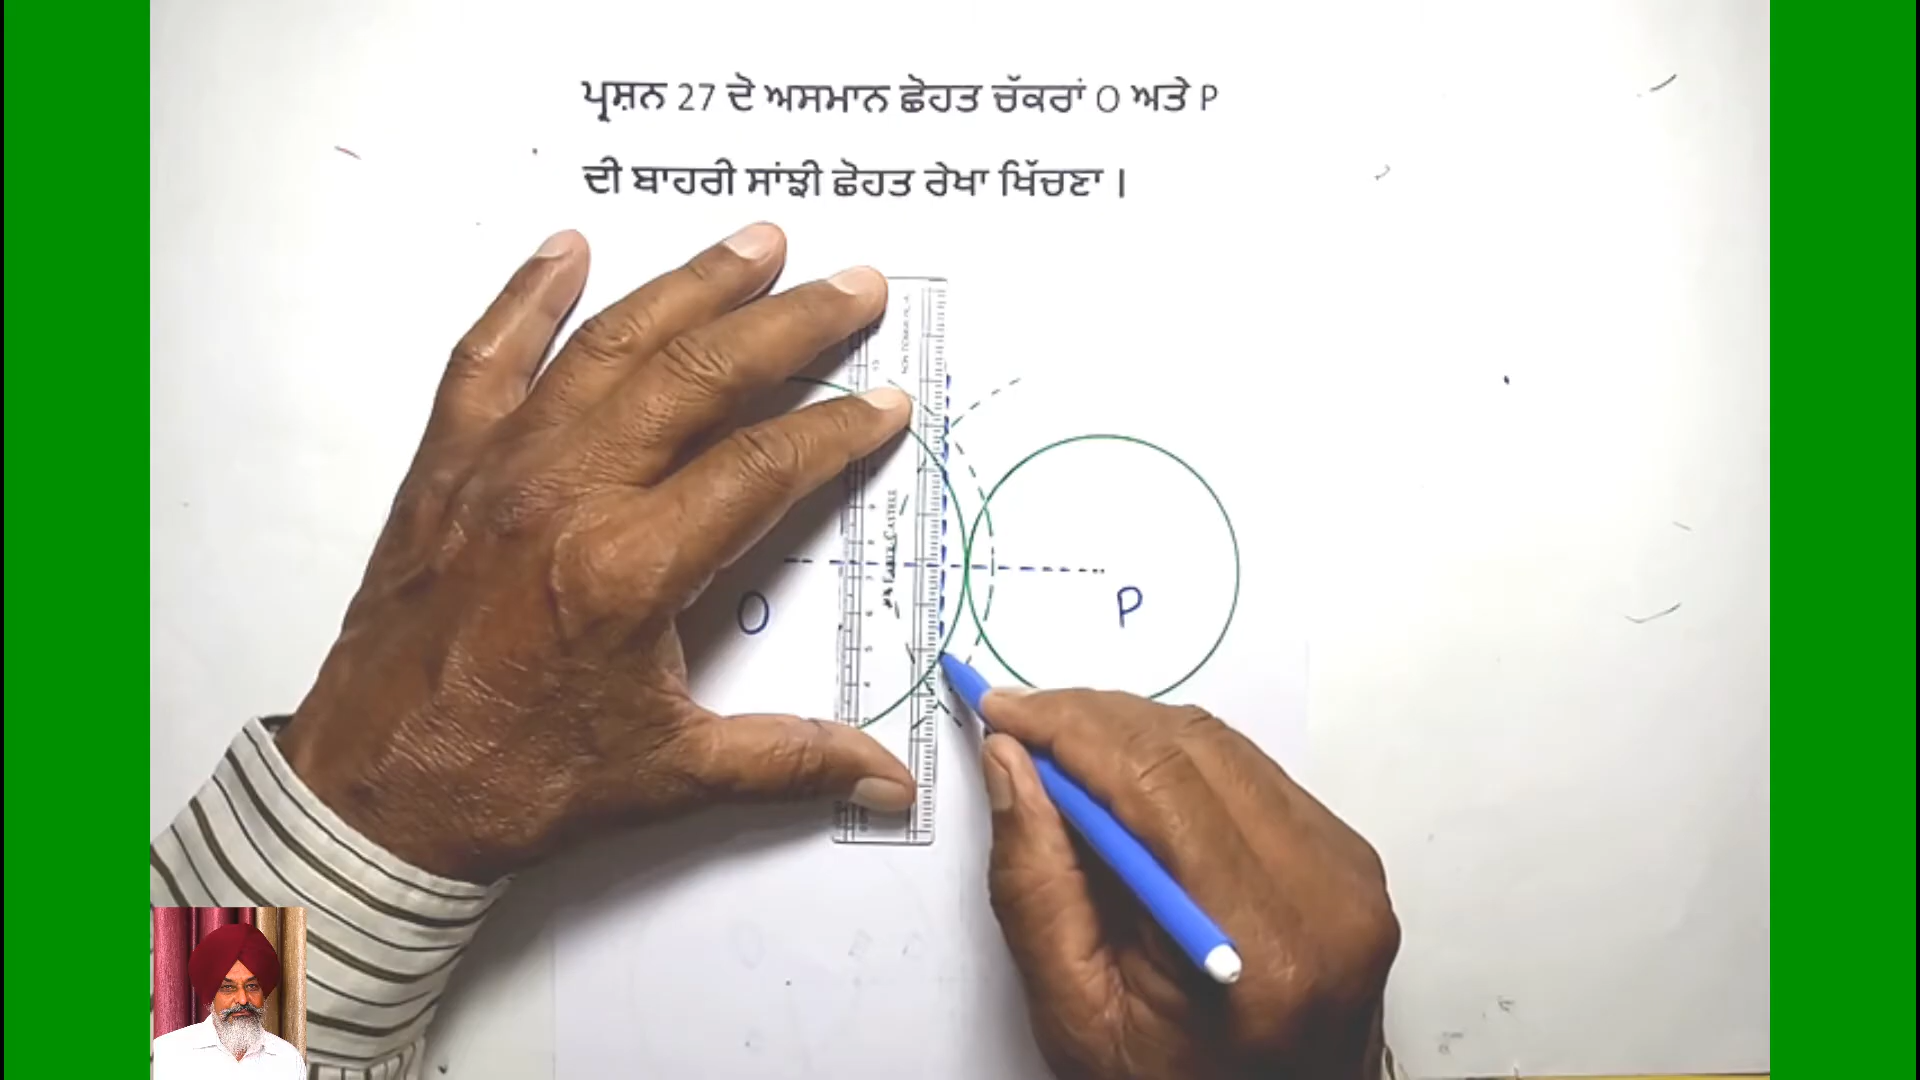 ਪ੍ਰਸ਼ਨ 27 ਦੋ ਅਸਮਾਨ ਛੋਹਤ ਚੱਕਰਾਂ O ਅਤੇ P
ਦੀ ਬਾਹਰੀ ਸਾਂਝੀ ਛੋਹਤ ਰੇਖਾ ਖਿੱਚਣਾ ।
O
P